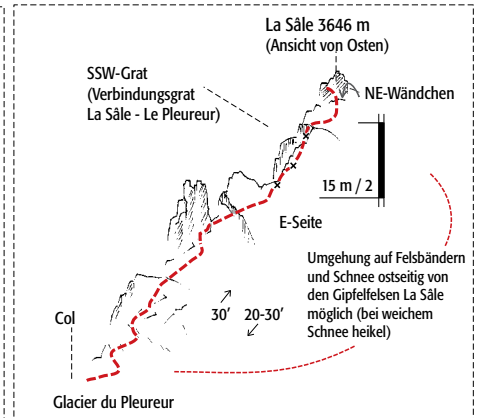 La Sâle 3646 m
(Ansicht von Osten)
SSW-Grat
(Verbindungsgrat
La Sâle - Le Pleureur)
NE-Wändchen
15 m / 2
E-Seite
Umgehung auf Felsbändern
und Schnee ostseitig von
den Gipfelfelsen La Sâle
möglich (bei weichem
Schnee heikel)
30' 20-30'
Col
Glacier du Pleureur